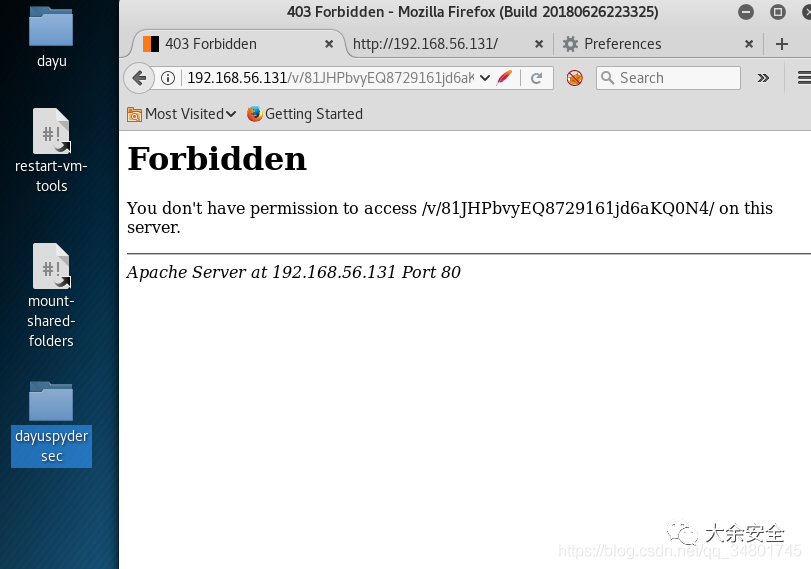 403 Forbidden - Mozilla Firefox (Build 20180626223325)
403 Forbidden
http://192.168.56.131/
Preferences
192.168.56.131/v/81JHPbvyEQ8729161jd6aK
Search
Most Visited
Getting Started
Forbidden
You don't have permission to access /v/81JHPbvyEQ8729161jd6aKQ0N4/ on this
server.
Apache Server at 192.168.56.131 Port 80
dayu
#!
restart-vm-
tools
#!
mount-
shared-
folders
dayuspyder
sec
大余安全
https://blog.csdn.net/qq_34801745